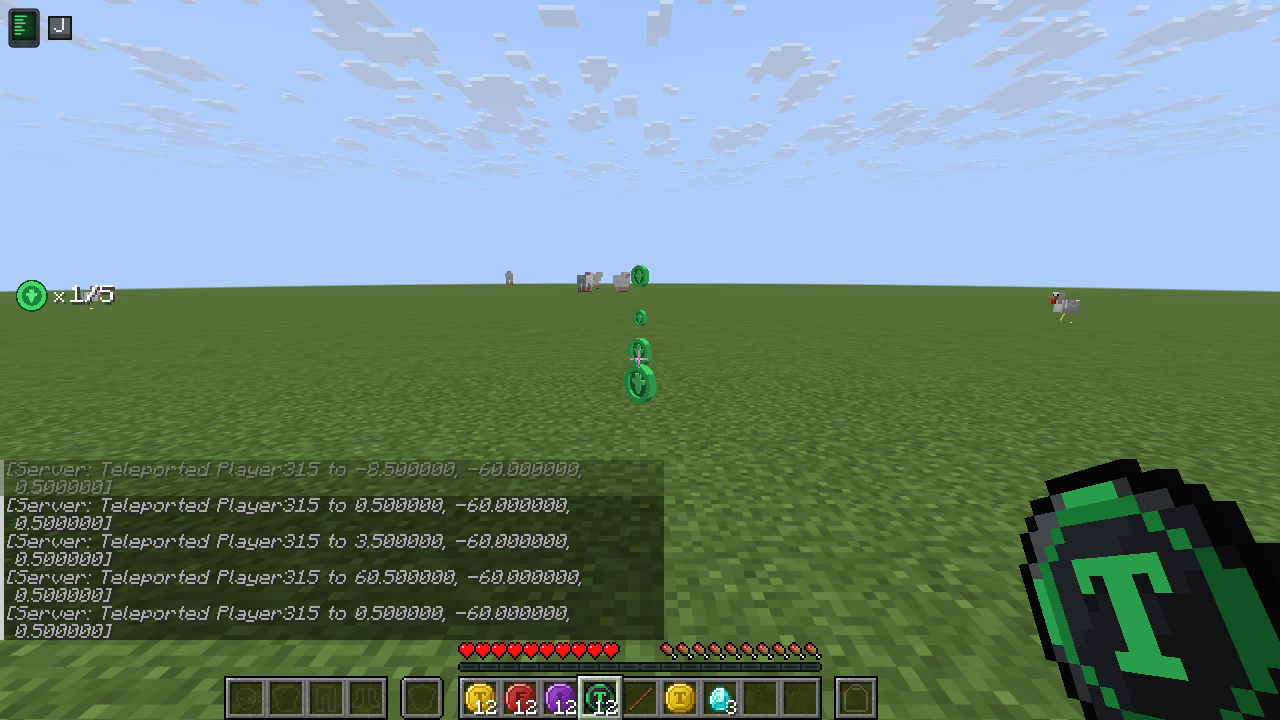 J
x 1/5
[Server: Teleported Player315 to -8.500000, -60.000000,
0.500000]
[Server: Teleported Player315 to 0.500000, -60.000000,
0.500000]
[Server: Teleported Player315 to 3.500000, -60.000000,
0.500000]
[Server: Teleported Player315 to 60.500000, -60.000000,
0.500000]
[Server: Teleported Player315 to 0.500000, -60.000000,
0.500000]
T
12 12 12 12 3